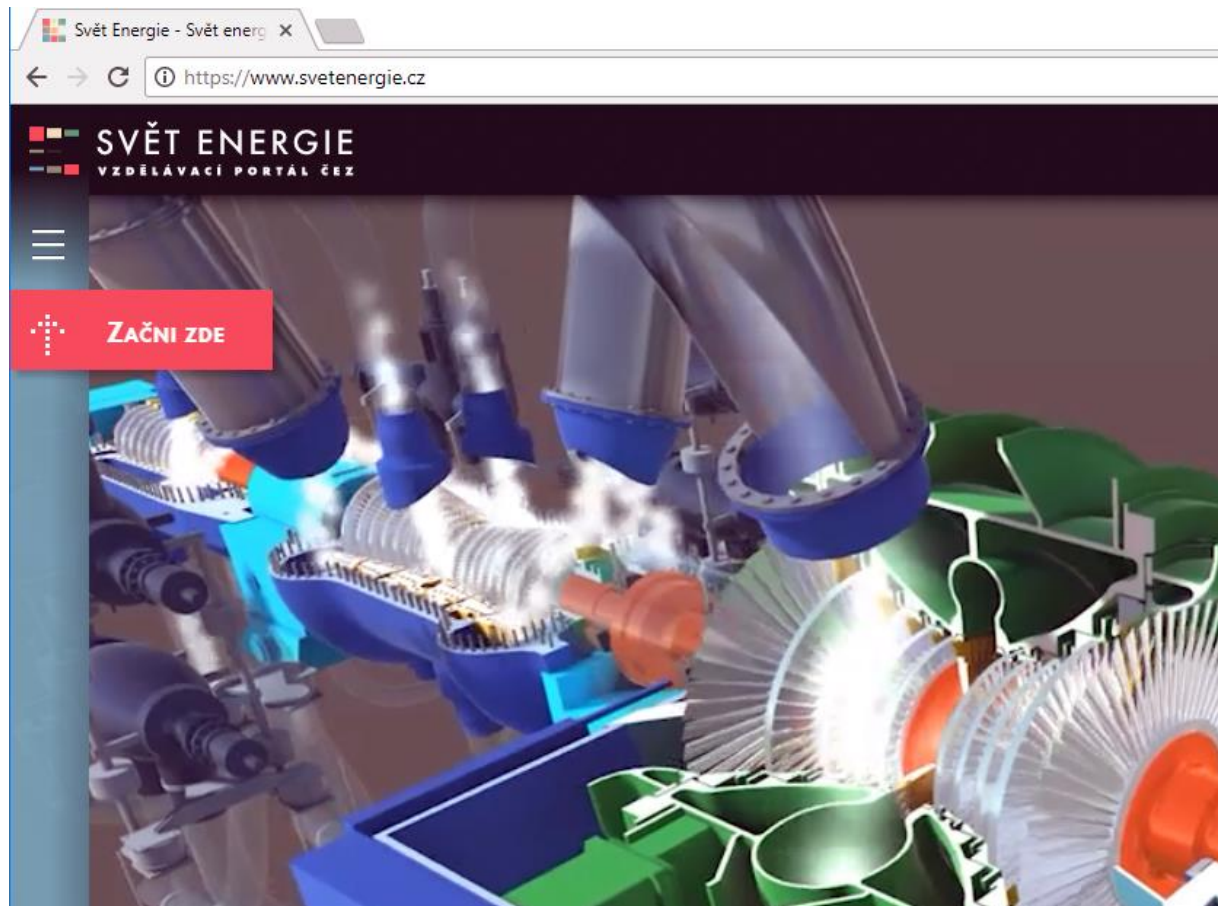 Svět Energie - Svět energ
https://www.svetenergie.cz
SVĚT ENERGIE
VZDĚLÁVACÍ PORTÁL ČEZ
ZAČNI ZDE